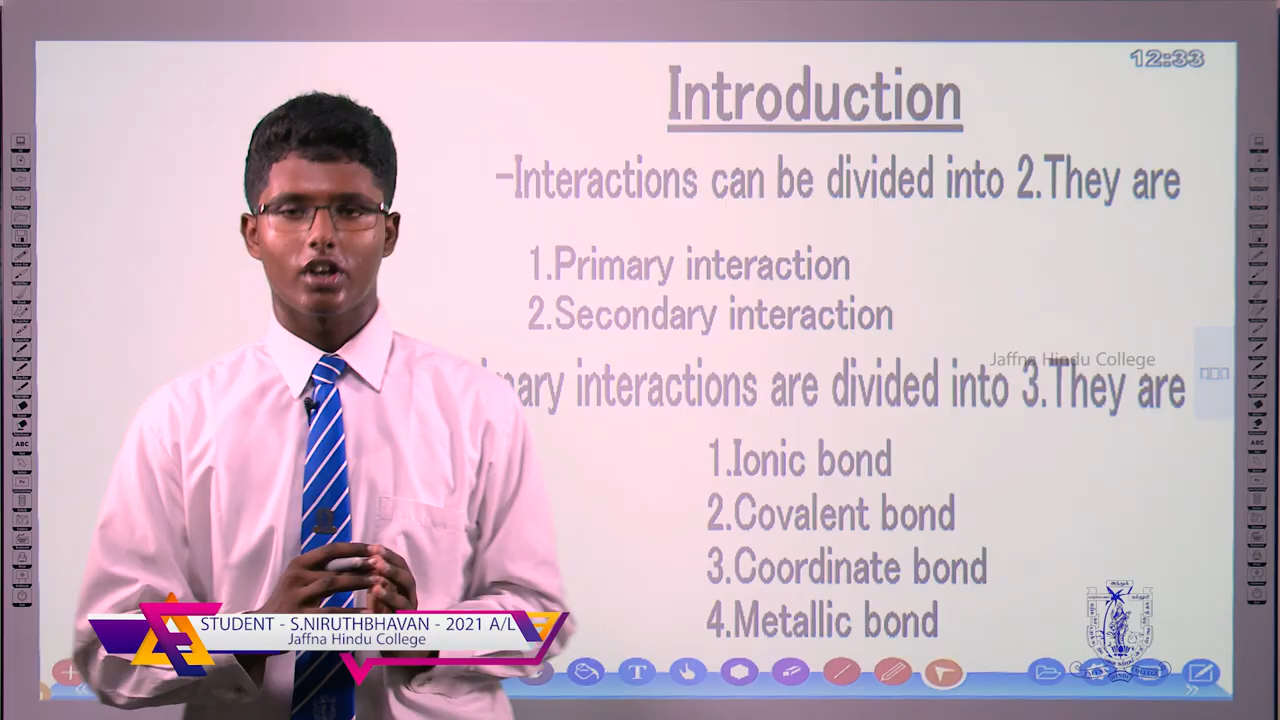 12:33
Introduction
-Interactions can be divided into 2.They are
1.Primary interaction
2.Secondary interaction
Jaffna Hindu College
interactions are divided into 3.They are
1.Ionic bond
2.Covalent bond
3.Coordinate bond
4.Metallic bond
STUDENT - S.NIRUTHBHAVAN - 2021 A/L
Jaffna Hindu College
ABC
ABC
T